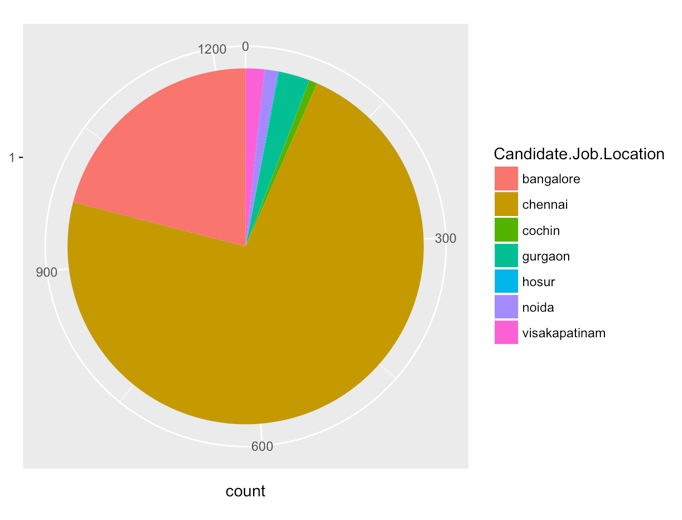 1200
0
1
300
900
600
count
Candidate.Job.Location
bangalore
chennai
cochin
gurgaon
hosur
noida
visakapatinam